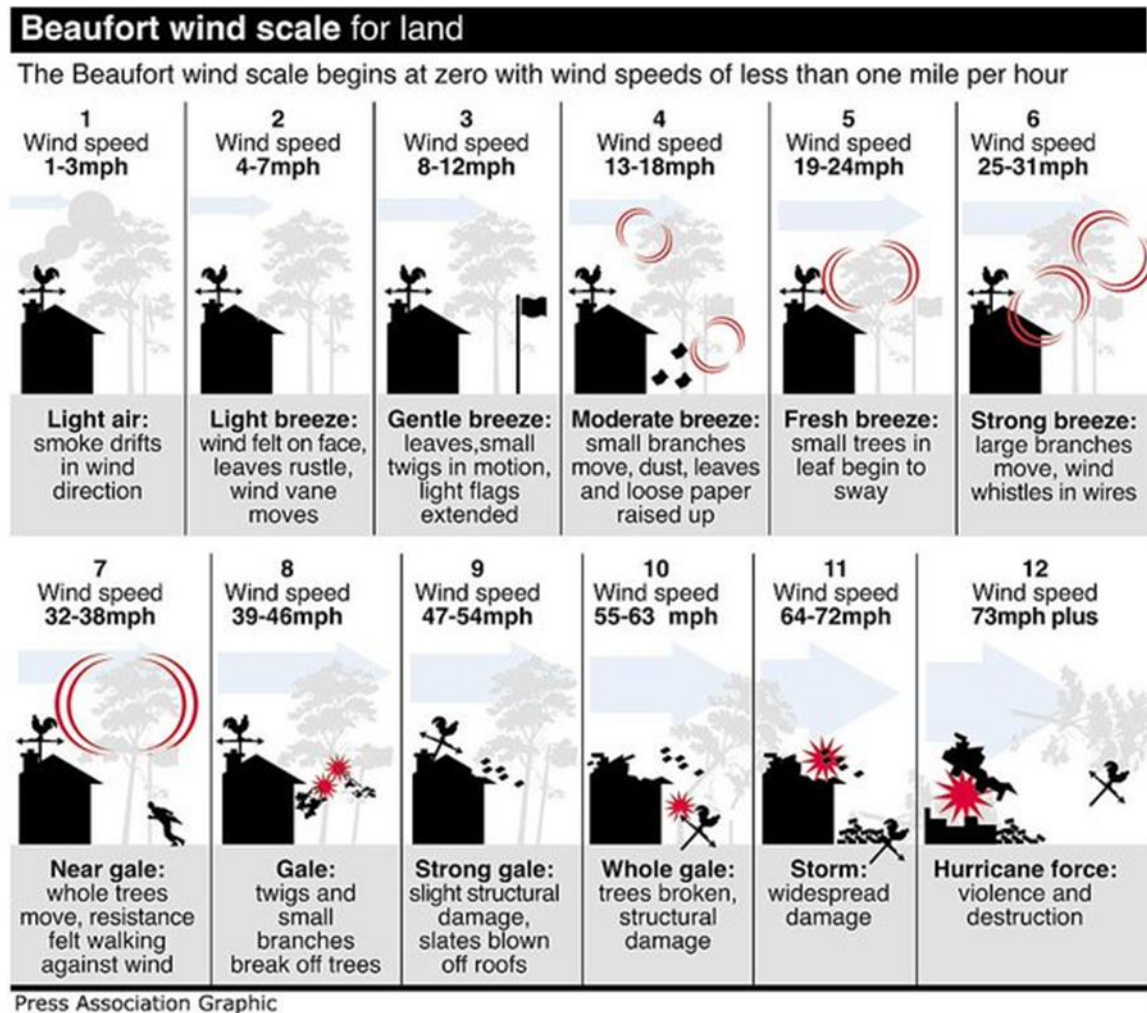 Beaufort wind scale for land
The Beaufort wind scale begins at zero with wind speeds of less than one mile per hour
1
Wind speed
1-3mph
Light air:
smoke drifts
in wind
direction
2
Wind speed
4-7mph
Light breeze:
wind felt on face,
leaves rustle,
wind vane
moves
3
Wind speed
8-12mph
Gentle breeze:
leaves,small
twigs in motion,
light flags
extended
4
Wind speed
13-18mph
Moderate breeze:
small branches
move, dust, leaves
and loose paper
raised up
5
Wind speed
19-24mph
Fresh breeze:
small trees in
leaf begin to
sway
6
Wind speed
25-31mph
Strong breeze:
large branches
move, wind
whistles in wires
7
Wind speed
32-38mph
Near gale:
whole trees
move, resistance
felt walking
against wind
8
Wind speed
39-46mph
Gale:
twigs and
small
branches
break off trees
9
Wind speed
47-54mph
Strong gale:
slight structural
damage,
slates blown
off roofs
10
Wind speed
55-63 mph
Whole gale:
trees broken,
structural
damage
11
Wind speed
64-72mph
Storm:
widespread
damage
12
Wind speed
73mph plus
Hurricane force:
violence and
destruction
Press Association Graphic